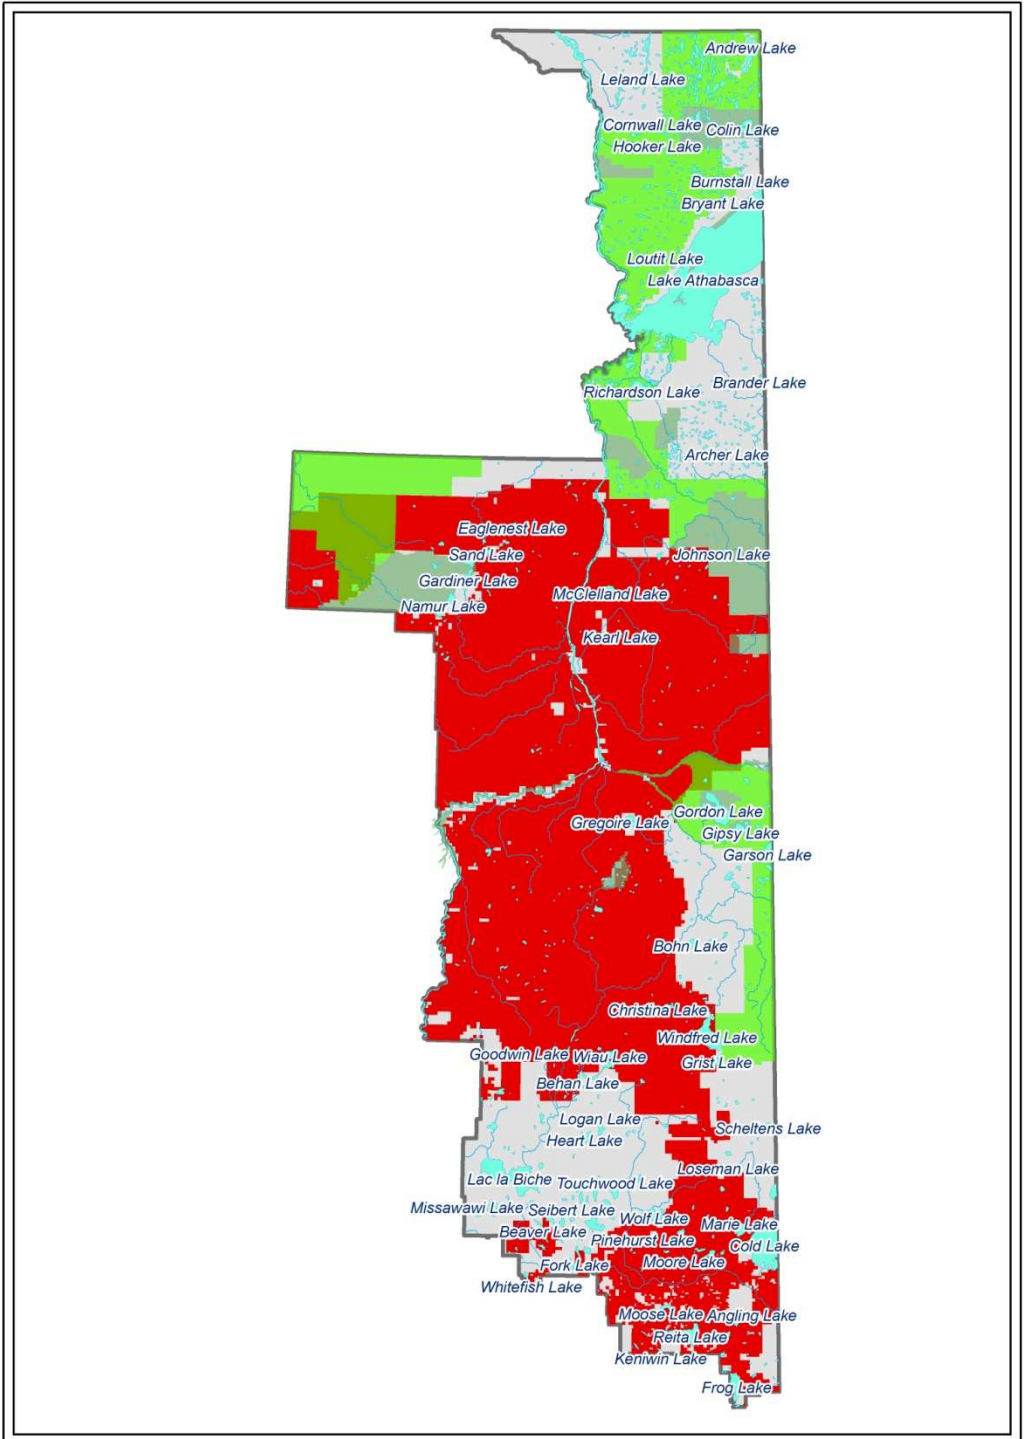 Andrew Lake
Leland Lake
Cornwall Lake
Colin Lake
Hooker Lake
Burnstall Lake
Bryant Lake
Loutit Lake
Lake Athabasca
Brander Lake
Richardson Lake
Archer Lake
Eaglenest Lake
Sand Lake
Johnson Lake
Gardiner Lake
McClelland Lake
Namur Lake
Kearl Lake
Gordon Lake
Gregoire Lake
Gipsy Lake
Garson Lake
Bohn Lake
Christina Lake
Windfred Lake
Goodwin Lake
Wiau Lake
Grist Lake
Behan Lake
Logan Lake
Scheltens Lake
Heart Lake
Loseman Lake
Lac la Biche
Touchwood Lake
Missawawi Lake
Seibert Lake
Wolf Lake
Marie Lake
Beaver Lake
Pinehurst Lake
Cold Lake
Fork Lake
Moore Lake
Whitefish Lake
Moose Lake
Angling Lake
Reita Lake
Keniwin Lake
Frog Lake